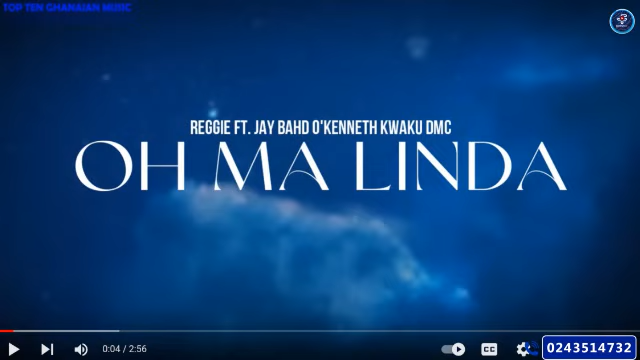 TOP TEN GHANAIAN MUSIC
REGGIE FT. JAY BAHD O'KENNETH KWAKU DMC
OH MA LINDA
0:04 / 2:56
CC
0243514732